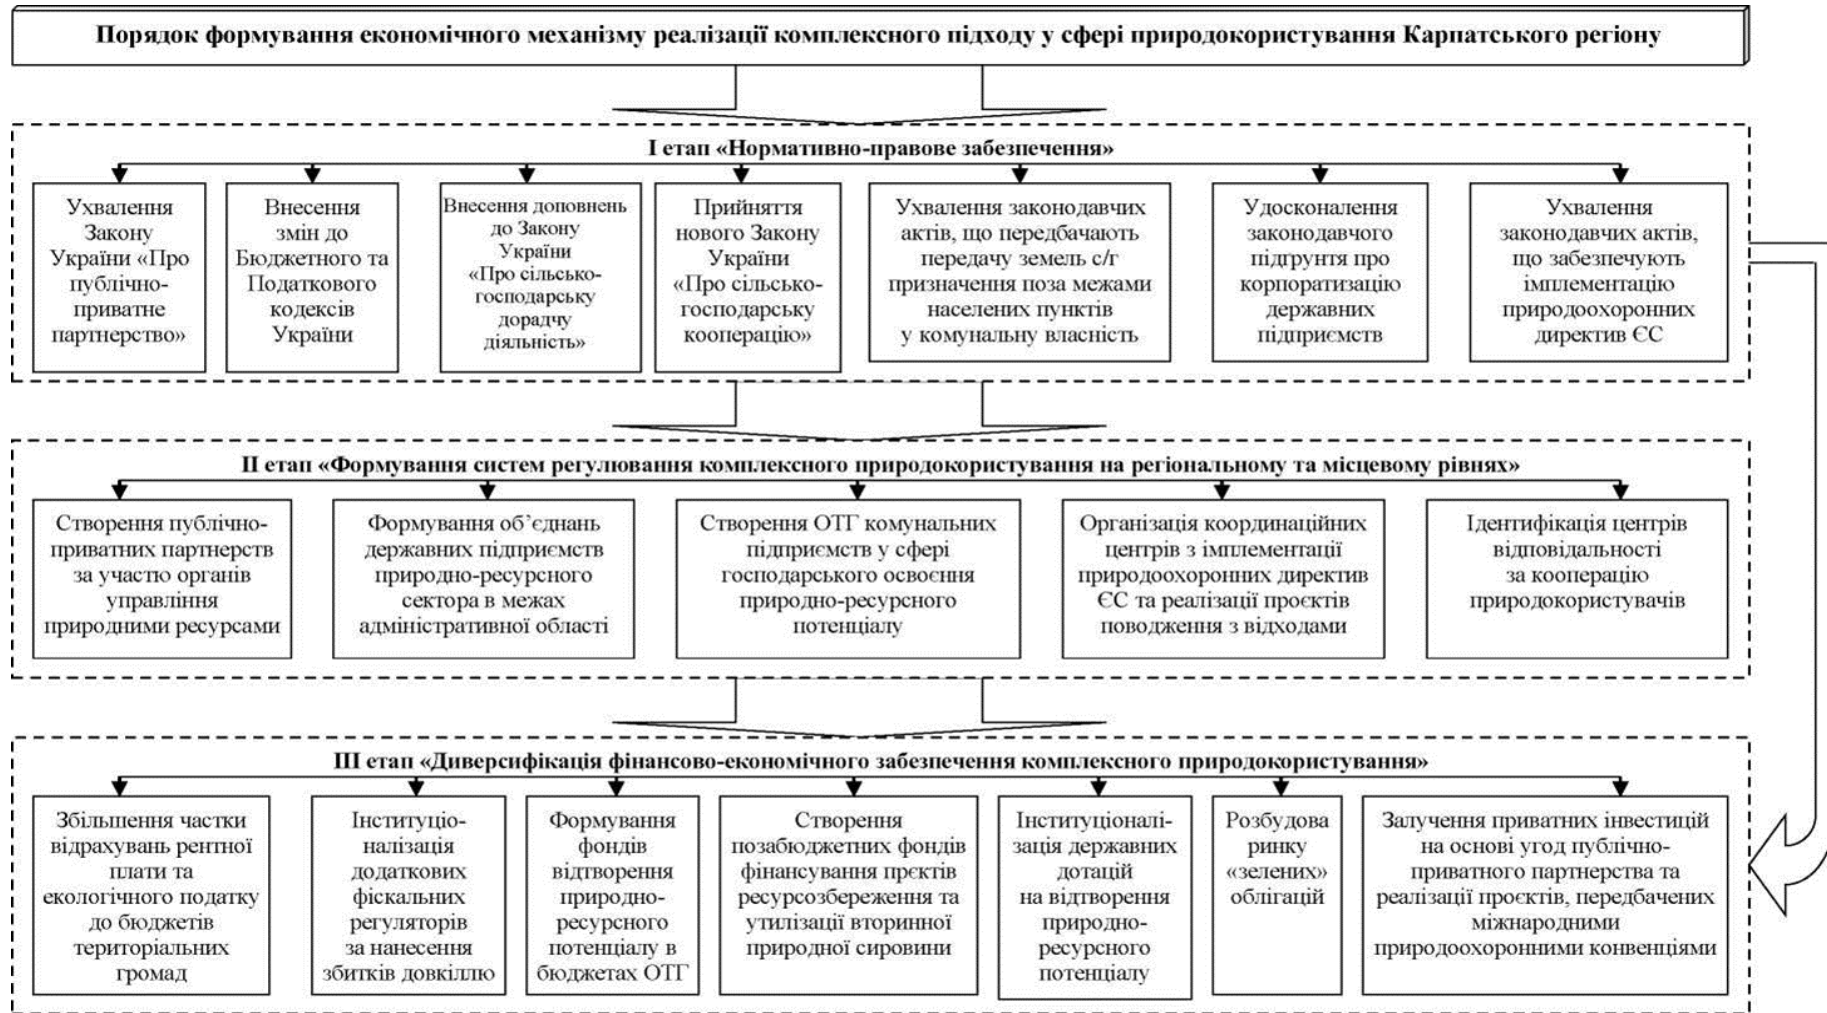 Порядок формування економічного механізму реалізації комплексного підходу у сфері природокористування Карпатського регіону
І етап «Нормативно-правове забезпечення»
Ухвалення
Закону
України «Про
публічно-
приватне
партнерство»
Внесення
змін до
Бюджетного та
Податкового
кодексів
України
Внесення доповнень
до Закону
України
«Про сільсько-
господарську
дорадчу
діяльність»
Прийняття
нового Закону
України
«Про сільсько-
господарську
кооперацію»
Ухвалення законодавчих
актів, що передбачають
передачу земель с/г
призначення поза межами
населених пунктів
у комунальну власність
Удосконалення
законодавчого
підґрунтя про
корпоратизацію
державних
підприємств
Ухвалення
законодавчих актів,
що забезпечують
імплементацію
природоохоронних
директив ЄС
ІІ етап «Формування систем регулювання комплексного природокористування на регіональному та місцевому рівнях»
Створення публічно-
приватних партнерств
за участю органів
управління
природними ресурсами
Формування об’єднань
державних підприємств
природно-ресурсного
сектора в межах
адміністративної області
Створення ОТГ комунальних
підприємств у сфері
господарського освоєння
природно-ресурсного
потенціалу
Організація координаційних
центрів з імплементації
природоохоронних директив
ЄС та реалізації проєктів
поводження з відходами
Ідентифікація центрів
відповідальності
за кооперацію
природокористувачів
ІІІ етап «Диверсифікація фінансово-економічного забезпечення комплексного природокористування»
Збільшення частки
відрахувань рентної
плати та
екологічного податку
до бюджетів
територіальних
громад
Інституціо-
налізація
додаткових
фіскальних
регуляторів
за нанесення
збитків довкіллю
Формування
фондів
відтворення
природно-
ресурсного
потенціалу в
бюджетах ОТГ
Створення
позабюджетних фондів
фінансування прєктів
ресурсозбереження та
утилізації вторинної
природної сировини
Інституціоналі-
зація державних
дотацій
на відтворення
природно-
ресурсного
потенціалу
Розбудова
ринку
«зелених»
облігацій
Залучення приватних інвестицій
на основі угод публічно-
приватного партнерства та
реалізації проєктів, передбачених
міжнародними
природоохоронними конвенціями